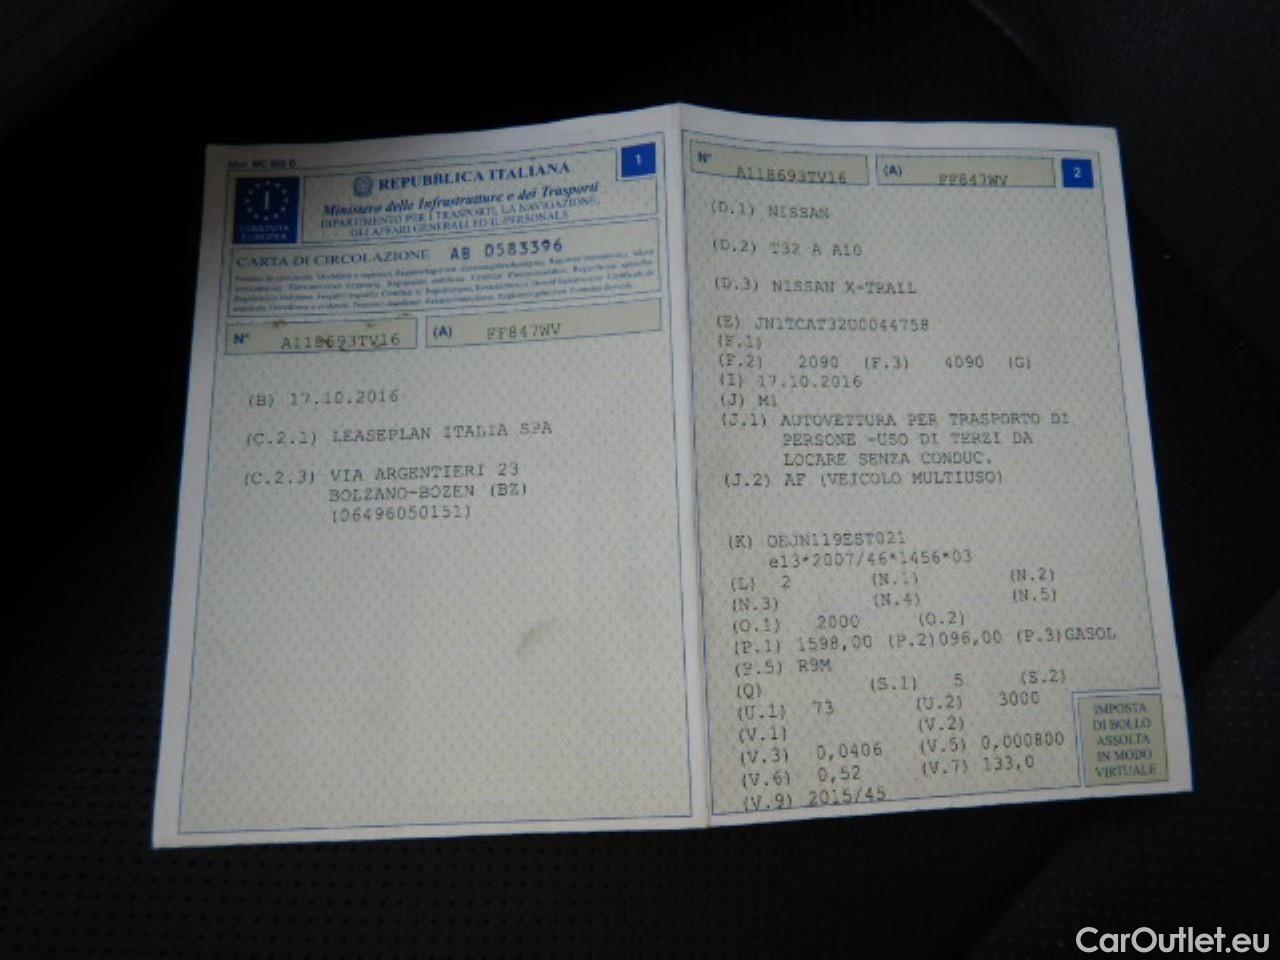 Mod. MC 820 D
1
I
COMUNITÀ
EUROPEA
REPUBBLICA ITALIANA
Ministero delle Infrastrutture e dei Trasporti
DIPARTIMENTO PER I TRASPORTI, LA NAVIGAZIONE,
GLI AFFARI GENERALI ED IL PERSONALE
CARTA DI CIRCOLAZIONE AB 0583396
N° A118693TV16 (A) FF847WV
(B) 17.10.2016
(C.2.1) LEASEPLAN ITALIA SPA
(C.2.3) VIA ARGENTIERI 23
BOLZANO-BOZEN (BZ)
(06496050151)
N° A118693TV16 (A) FF847WV 2
(D.1) NISSAN
(D.2) T32 A A10
(D.3) NISSAN X-TRAIL
(E) JN1TCAT32U0044758
(F.1)
(F.2) 2090 (F.3) 4090 (G)
(I) 17.10.2016
(J) M1
(J.1) AUTOVETTURA PER TRASPORTO DI
PERSONE -USO DI TERZI DA
LOCARE SENZA CONDUC.
(J.2) AF (VEICOLO MULTIUSO)
(K) OEJN119EST021
e13*2007/46*1456*03
(L) 2 (N.1) (N.2)
(N.3) (N.4) (N.5)
(O.1) 2000 (O.2)
(P.1) 1598,00 (P.2)096,00 (P.3)GASOL
(P.5) R9M
(Q) (S.1) 5 (S.2)
(U.1) 73 (U.2) 3000
(V.1) (V.2)
(V.3) 0,0406 (V.5) 0,000800
(V.6) 0,52 (V.7) 133,0
(V.9) 2015/45
IMPOSTA
DI BOLLO
ASSOLTA
IN MODO
VIRTUALE
CarOutlet.eu